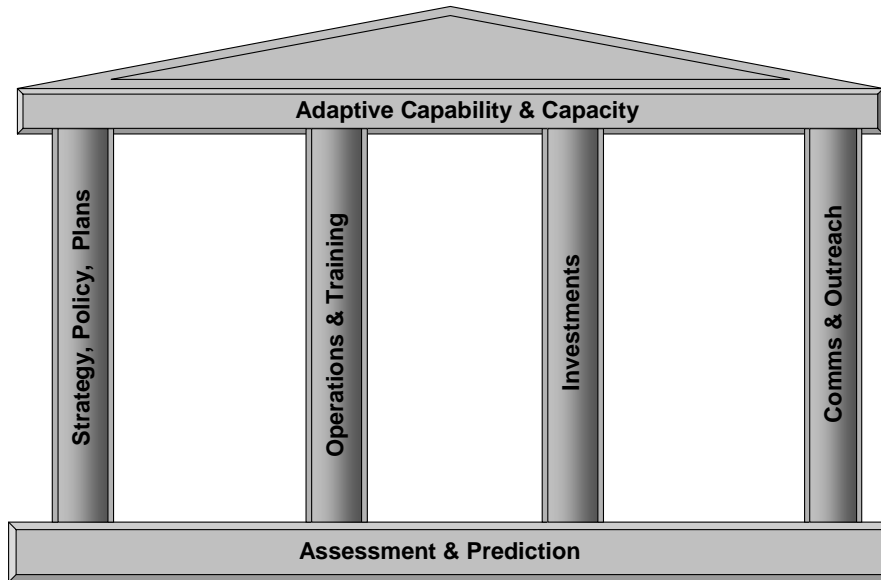 Adaptive Capability & Capacity
Strategy, Policy, Plans
Operations & Training
Investments
Comms & Outreach
Assessment & Prediction